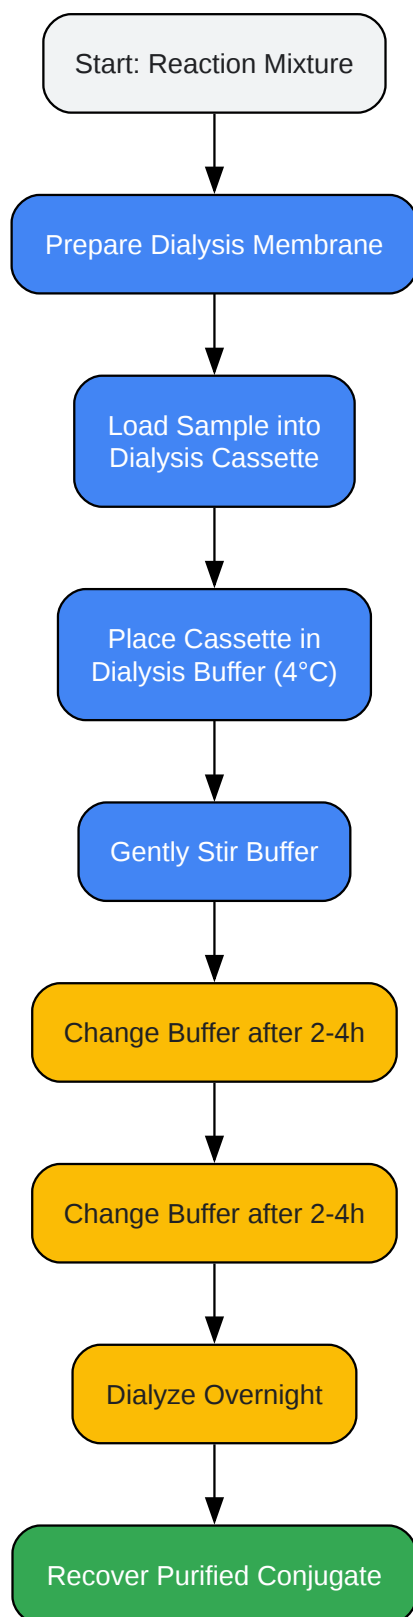 Start: Reaction Mixture
Prepare Dialysis Membrane
Load Sample into
Dialysis Cassette
Place Cassette in
Dialysis Buffer (4°C)
Gently Stir Buffer
Change Buffer after 2-4h
Change Buffer after 2-4h
Dialyze Overnight
Recover Purified Conjugate